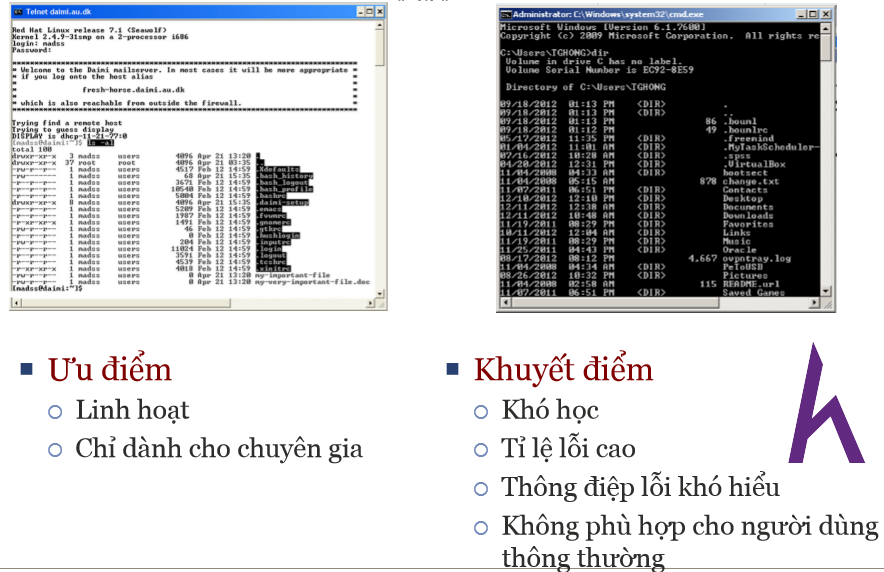 Telnet daimi.au.dk
Red Hat Linux release 7.1 (Seawolf)
Kernel 2.4.9-31smp on a 2-processor i686
login: madss
Password:
* Welcome to the Daimi mailserver. In most cases it will be more appropriate *
* if you log onto the host alias
* fresh-horse.daimi.au.dk
* which is also reachable from outside the firewall. *
Trying find a remote host
Trying to guess display
DISPLAY is dhcp-11-21-77:0
[madss@daimi:~]$ ls -al
total 100
drwxr-xr-x 3 madss users 4096 Apr 21 13:20 .
drwxr-xr-x 37 root root 4096 Apr 21 03:35 ..
-rw-r--r-- 1 madss users 4517 Feb 12 14:59 .Xdefaults
-rw------- 1 madss users 68 Apr 21 15:35 .bash_history
-rw-r--r-- 1 madss users 3671 Feb 12 14:59 .bash_logout
-rw-r--r-- 1 madss users 10540 Feb 12 14:59 .bash_profile
-rw-r--r-- 1 madss users 5004 Feb 12 14:59 .bashrc
drwxr-xr-x 8 madss users 4096 Apr 21 15:35 .daimi-setup
-rw-r--r-- 1 madss users 5209 Feb 12 14:59 .emacs
-r--r--r-- 1 madss users 1987 Feb 12 14:59 .fvwmrc
-r-xr-xr-x 1 madss users 1491 Feb 12 14:59 .gnomerc
-r--r--r-- 1 madss users 46 Feb 12 14:59 .gtkrc
-r--r--r-- 1 madss users 0 Feb 12 14:59 .hushlogin
-r--r--r-- 1 madss users 204 Feb 12 14:59 .inputrc
-r--r--r-- 1 madss users 11024 Feb 12 14:59 .login
-r--r--r-- 1 madss users 3591 Feb 12 14:59 .logout
-r--r--r-- 1 madss users 4539 Feb 12 14:59 .tcshrc
-r-xr-xr-x 1 madss users 4018 Feb 12 14:59 .xinitrc
-rw-r--r-- 1 madss users 0 Apr 21 13:20 my-important-file
-rw-r--r-- 1 madss users 0 Apr 21 13:20 my-very-important-file.doc
[madss@daimi:~]$
Administrator: C:\Windows\system32\cmd.exe
Microsoft Windows [Version 6.1.7600]
Copyright (c) 2009 Microsoft Corporation. All rights re
C:\Users\TGHONG>dir
Volume in drive C has no label.
Volume Serial Number is EC92-8E59
Directory of C:\Users\TGHONG
09/18/2012 01:13 PM <DIR> .
09/18/2012 01:13 PM <DIR> ..
09/18/2012 01:13 PM 86 .bouml
09/18/2012 01:12 PM 49 .boumlrc
05/17/2012 11:35 PM <DIR> .freemind
01/04/2012 11:01 AM <DIR> .MyTaskScheduler-
07/16/2012 10:28 AM <DIR> .spss
04/20/2012 12:31 PM <DIR> .VirtualBox
11/04/2008 04:33 AM <DIR> bootsect
11/04/2008 05:15 AM 878 change.txt
11/07/2011 06:51 PM <DIR> Contacts
12/10/2012 12:10 PM <DIR> Desktop
12/11/2012 12:38 AM <DIR> Documents
12/11/2012 10:48 AM <DIR> Downloads
11/19/2011 08:29 PM <DIR> Favorites
10/11/2012 12:04 AM <DIR> Links
11/19/2011 08:29 PM <DIR> Music
11/25/2011 04:43 PM <DIR> Oracle
08/17/2012 08:12 PM 4,667 ovpntray.log
11/04/2008 04:34 AM <DIR> PeToUSB
08/26/2012 10:32 PM <DIR> Pictures
11/04/2008 02:58 AM 115 README.url
11/07/2011 06:51 PM <DIR> Saved Games
Ưu điểm
Linh hoạt
Chỉ dành cho chuyên gia
Khuyết điểm
Khó học
Tỉ lệ lỗi cao
Thông điệp lỗi khó hiểu
Không phù hợp cho người dùng
thông thường